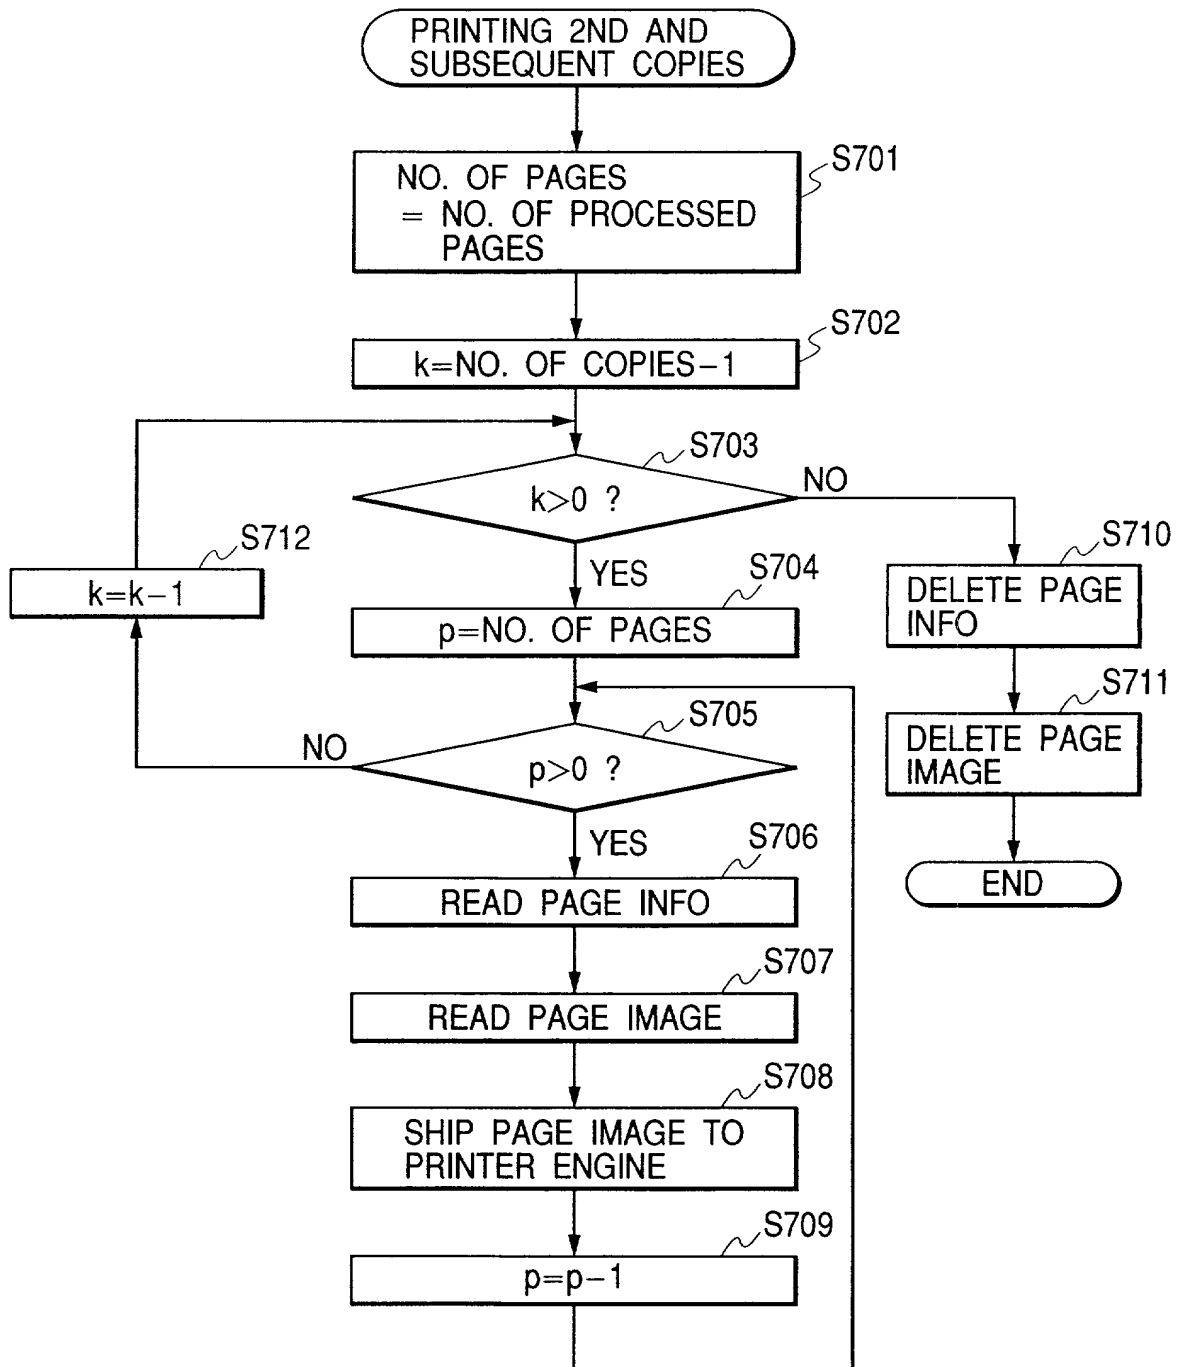 PRINTING 2ND AND
SUBSEQUENT COPIES
S701
NO. OF PAGES
= NO. OF PROCESSED
PAGES
S702
k=NO. OF COPIES-1
S703
k>0 ?
NO
YES
S712
k=k-1
S704
p=NO. OF PAGES
S710
DELETE PAGE
INFO
S705
p>0 ?
NO
YES
S711
DELETE PAGE
IMAGE
END
S706
READ PAGE INFO
S707
READ PAGE IMAGE
S708
SHIP PAGE IMAGE TO
PRINTER ENGINE
S709
p=p-1